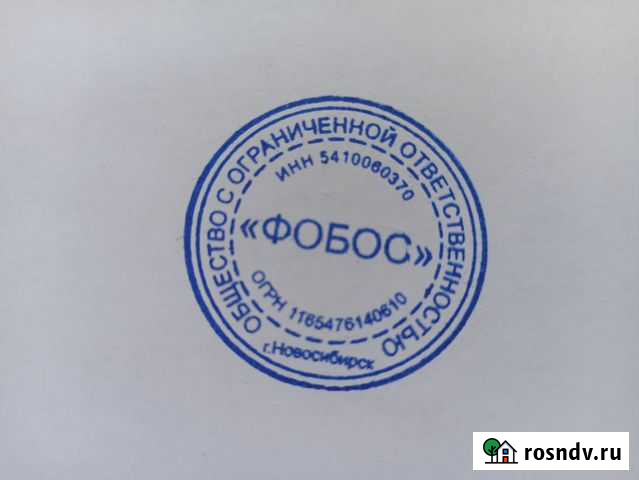 ОБЩЕСТВО С ОГРАНИЧЕННОЙ ОТВЕТСТВЕННОСТЬЮ
ИНН 5410060370
«ФОБОС»
ОГРН 1165476140610
г.Новосибирск
rosndv.ru